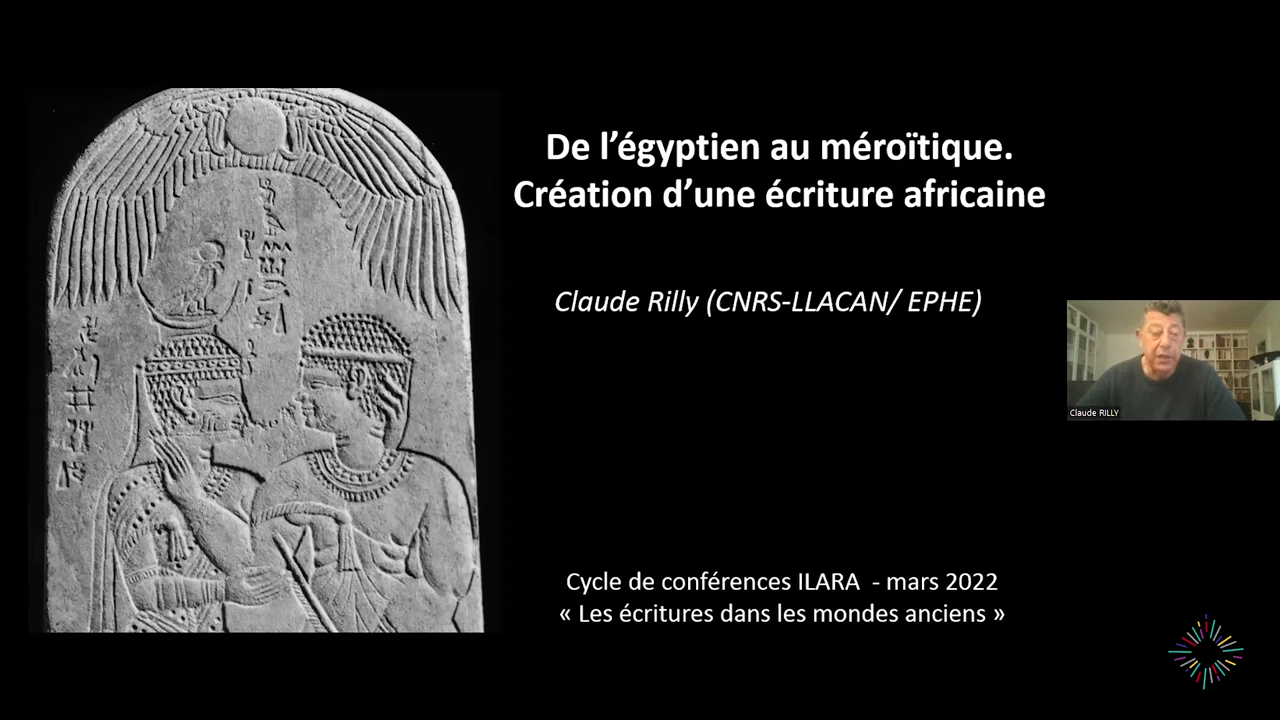 De l’égyptien au méroïtique.
Création d’une écriture africaine
Claude Rilly (CNRS-LLACAN/ EPHE)
Claude RILLY
Cycle de conférences ILARA - mars 2022
« Les écritures dans les mondes anciens »